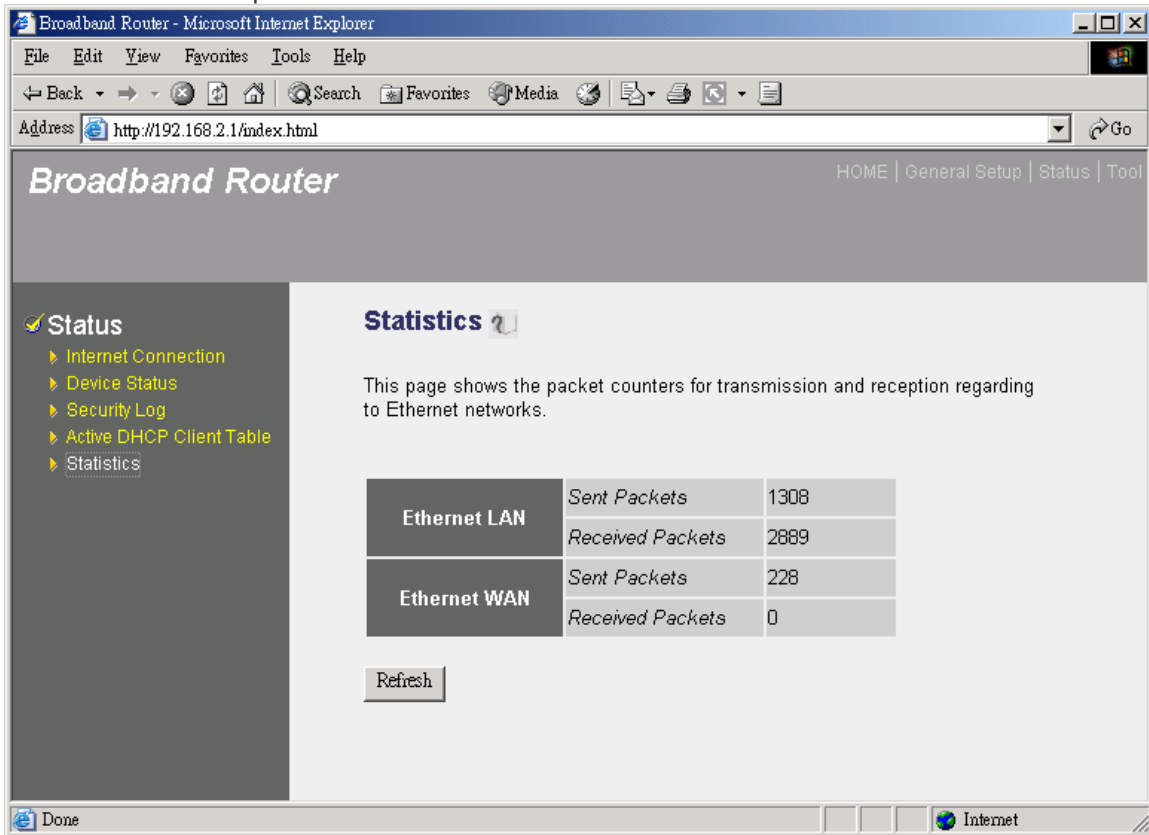 Broadband Router - Microsoft Internet Explorer
File Edit View Favorites Tools Help
Back Search Favorites Media
Address http://192.168.2.1/index.html Go
Broadband Router
HOME | General Setup | Status | Tool
Status
Internet Connection
Device Status
Security Log
Active DHCP Client Table
Statistics
Statistics
This page shows the packet counters for transmission and reception regarding
to Ethernet networks.
Ethernet LAN
Sent Packets 1308
Received Packets 2889
Ethernet WAN
Sent Packets 228
Received Packets 0
Refresh
Done Internet